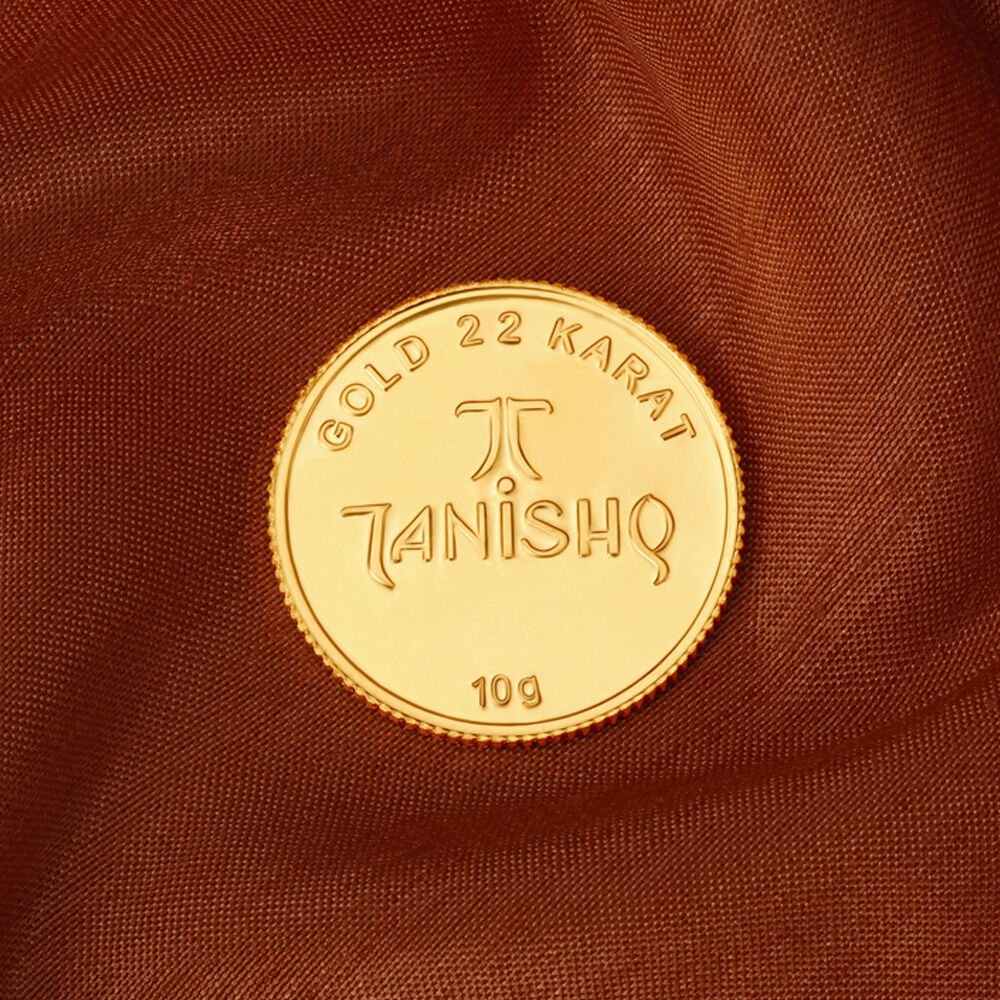 GOLD 22 KARAT
TANiSHQ
10g